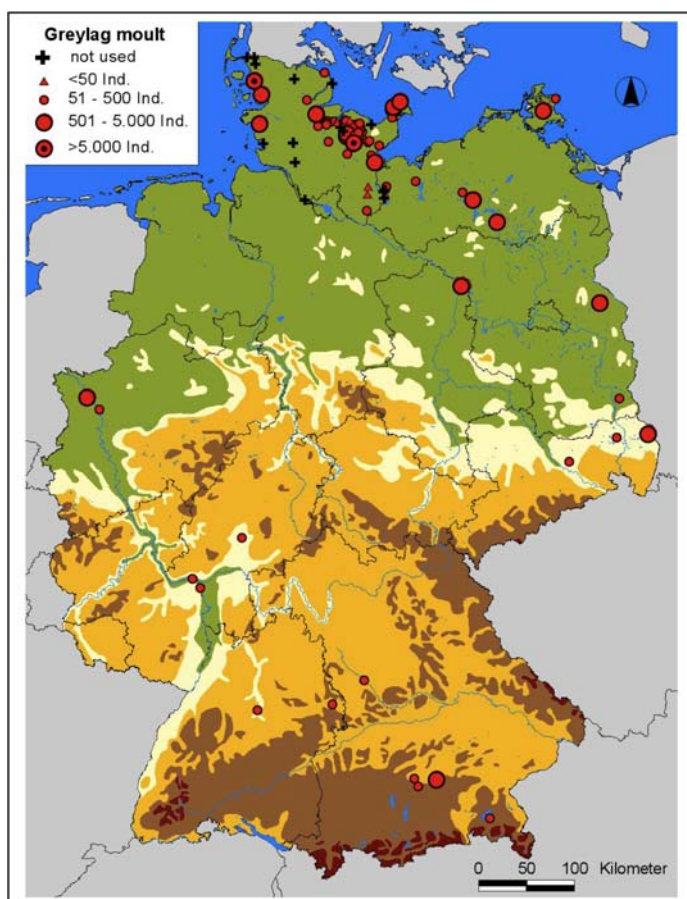 Greylag moult
not used
<50 Ind.
51 - 500 Ind.
501 - 5.000 Ind.
>5.000 Ind.
0 50 100 Kilometer